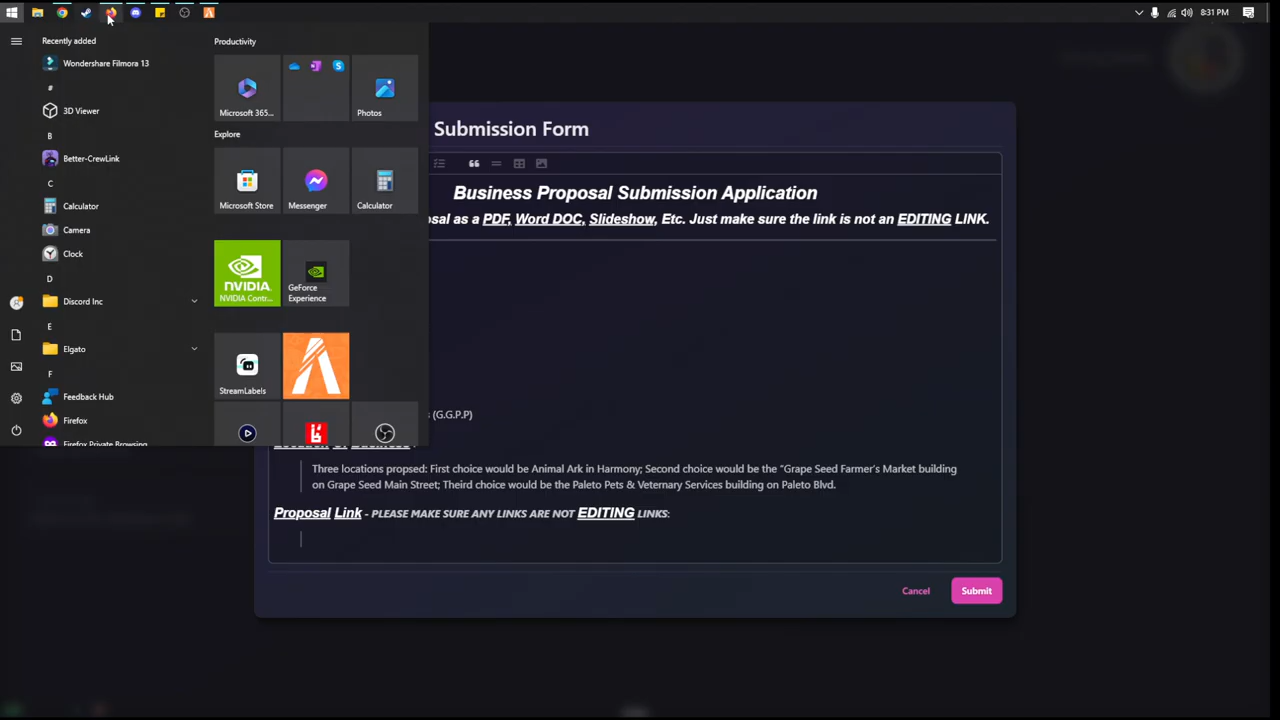 8:31 PM
Recently added
Productivity
Wondershare Filmora 13
#
3D Viewer
Microsoft 365...
Photos
B
Explore
Better-CrewLink
C
Calculator
Microsoft Store
Messenger
Calculator
Camera
Clock
D
Discord Inc
NVIDIA
NVIDIA Contr...
GeForce
Experience
E
Elgato
F
StreamLabels
Feedback Hub
Firefox
Firefox Private Browsing
Submission Form
Business Proposal Submission Application
osal as a PDF, Word DOC, Slideshow, Etc. Just make sure the link is not an EDITING LINK.
s (G.G.P.P)
Three locations propsed: First choice would be Animal Ark in Harmony; Second choice would be the "Grape Seed Farmer's Market building
on Grape Seed Main Street; Theird choice would be the Paleto Pets & Veternary Services building on Paleto Blvd.
Proposal Link - PLEASE MAKE SURE ANY LINKS ARE NOT EDITING LINKS:
Cancel
Submit